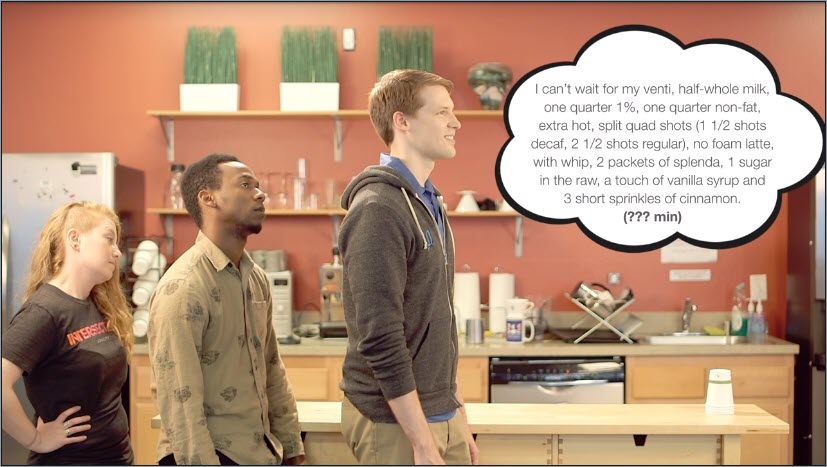 I can't wait for my venti, half-whole milk,
one quarter 1%, one quarter non-fat,
extra hot, split quad shots (1 1/2 shots
decaf, 2 1/2 shots regular), no foam latte,
with whip, 2 packets of splenda, 1 sugar
in the raw, a touch of vanilla syrup and
3 short sprinkles of cinnamon.
(??? min)